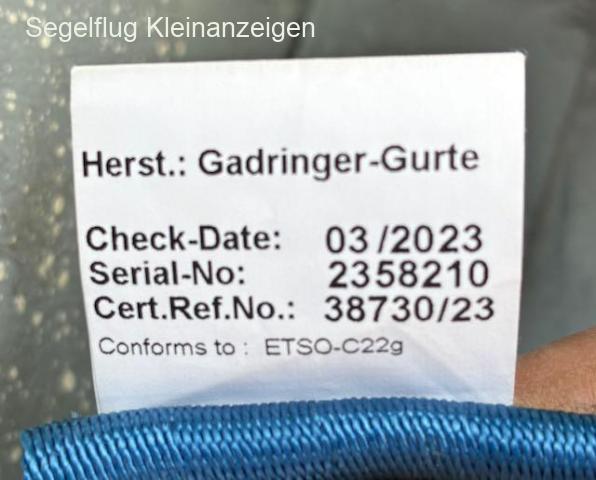 Segelflug Kleinanzeigen
Herst.: Gadringer-Gurte
Check-Date: 03/2023
Serial-No: 2358210
Cert.Ref.No.: 38730/23
Conforms to : ETSO-C22g